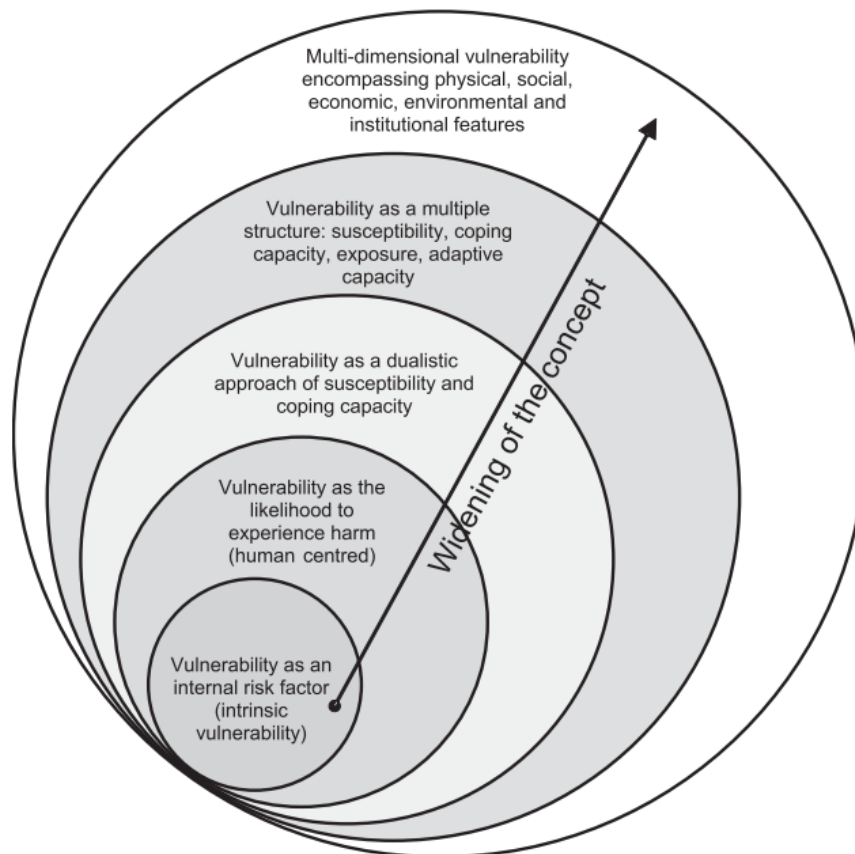 Multi-dimensional vulnerability
encompassing physical, social,
economic, environmental and
institutional features
Vulnerability as a multiple
structure: susceptibility, coping
capacity, exposure, adaptive
capacity
Widening of the concept
Vulnerability as a dualistic
approach of susceptibility and
coping capacity
Vulnerability as the
likelihood to
experience harm
(human centred)
Vulnerability as an
internal risk factor
(intrinsic
vulnerability)